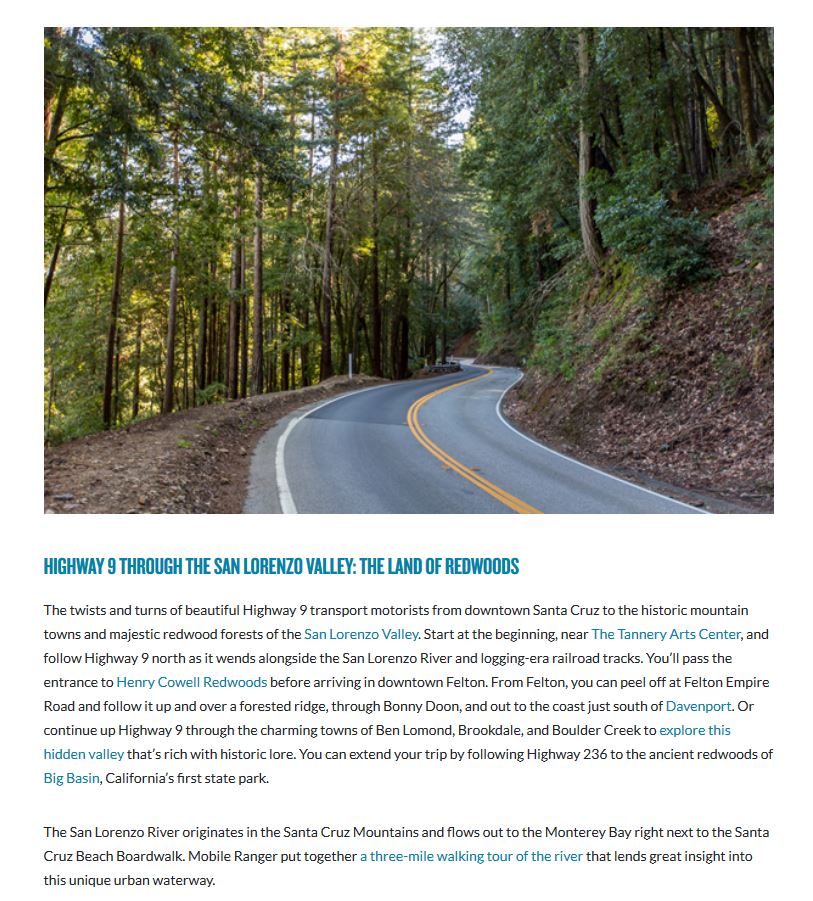 HIGHWAY 9 THROUGH THE SAN LORENZO VALLEY: THE LAND OF REDWOODS
The twists and turns of beautiful Highway 9 transport motorists from downtown Santa Cruz to the historic mountain
towns and majestic redwood forests of the San Lorenzo Valley. Start at the beginning, near The Tannery Arts Center, and
follow Highway 9 north as it wends alongside the San Lorenzo River and logging-era railroad tracks. You’ll pass the
entrance to Henry Cowell Redwoods before arriving in downtown Felton. From Felton, you can peel off at Felton Empire
Road and follow it up and over a forested ridge, through Bonny Doon, and out to the coast just south of Davenport. Or
continue up Highway 9 through the charming towns of Ben Lomond, Brookdale, and Boulder Creek to explore this
hidden valley that’s rich with historic lore. You can extend your trip by following Highway 236 to the ancient redwoods of
Big Basin, California’s first state park.
The San Lorenzo River originates in the Santa Cruz Mountains and flows out to the Monterey Bay right next to the Santa
Cruz Beach Boardwalk. Mobile Ranger put together a three-mile walking tour of the river that lends great insight into
this unique urban waterway.